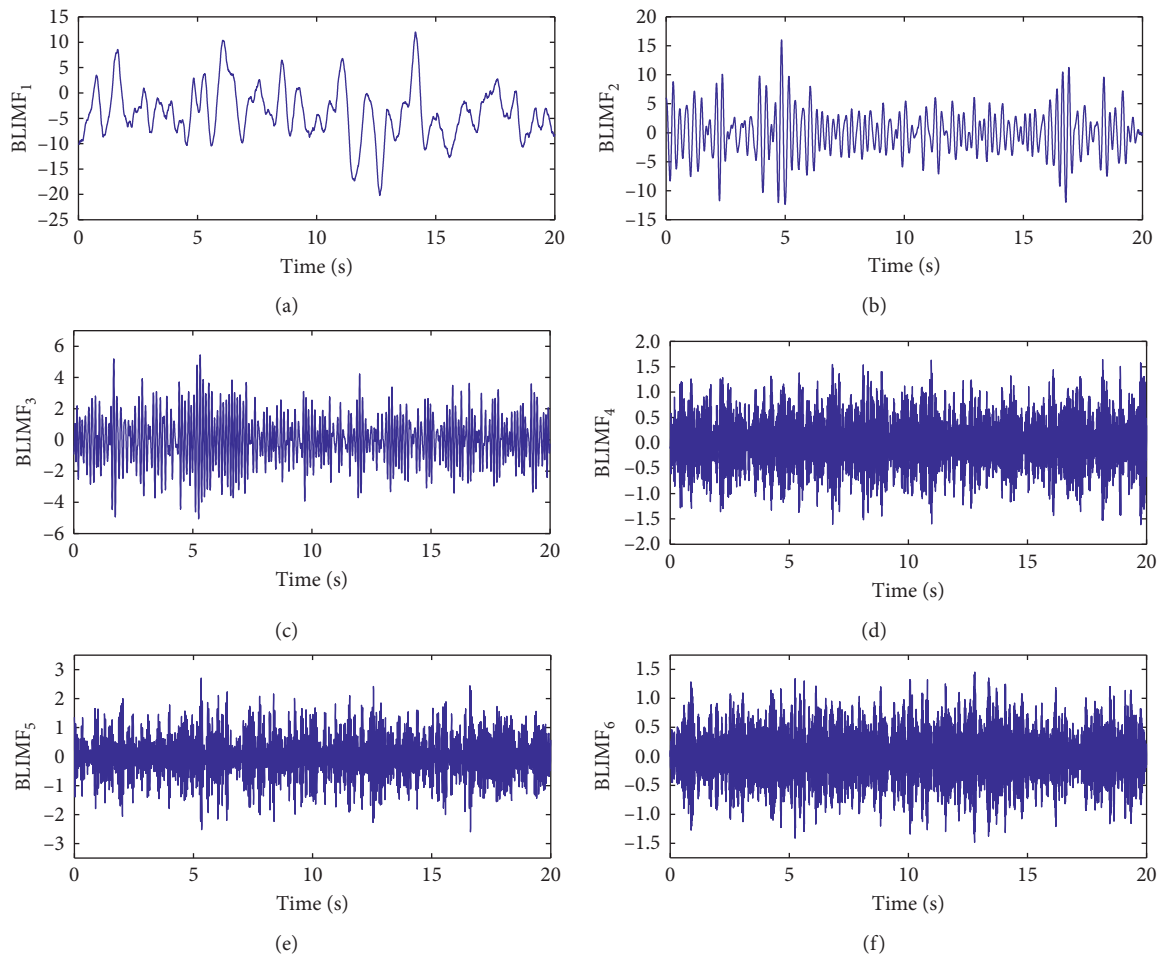 15
10
5
0
−5
−10
−15
−20
−25
BLIMF1
0 5 10 15 20
Time (s)
(a)
20
15
10
5
0
−5
−10
−15
BLIMF2
0 5 10 15 20
Time (s)
(b)
6
4
2
0
−2
−4
−6
BLIMF3
0 5 10 15 20
Time (s)
(c)
2.0
1.5
1.0
0.5
0.0
−0.5
−1.0
−1.5
−2.0
BLIMF4
0 5 10 15 20
Time (s)
(d)
3
2
1
0
−1
−2
−3
BLIMF5
0 5 10 15 20
Time (s)
(e)
1.5
1.0
0.5
0.0
−0.5
−1.0
−1.5
BLIMF6
0 5 10 15 20
Time (s)
(f)